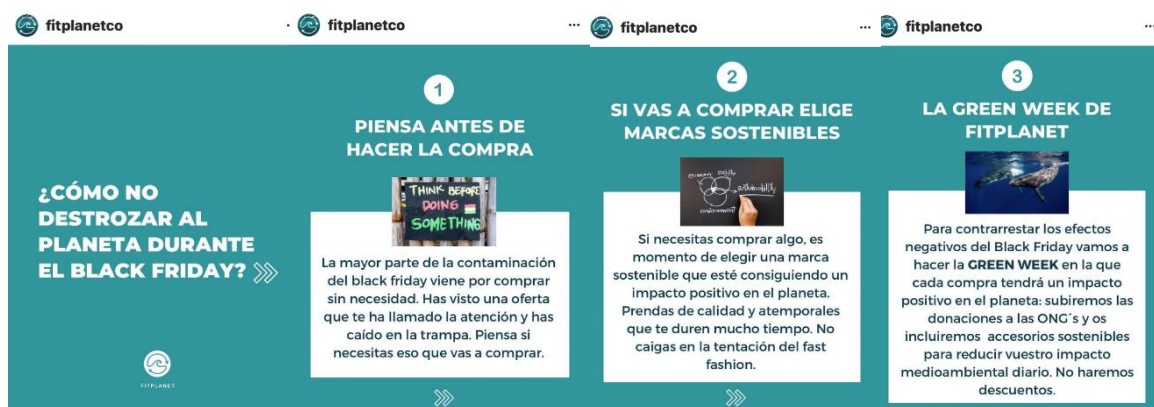 fitplanetco
¿CÓMO NO
DESTROZAR AL
PLANETA DURANTE
EL BLACK FRIDAY?
FITPLANET
fitplanetco
1
PIENSA ANTES DE
HACER LA COMPRA
THINK BEFORE
DOING
SOMETHING
La mayor parte de la contaminación
del black friday viene por comprar
sin necesidad. Has visto una oferta
que te ha llamado la atención y has
caído en la trampa. Piensa si
necesitas eso que vas a comprar.
fitplanetco
2
SI VAS A COMPRAR ELIGE
MARCAS SOSTENIBLES
economy society
sustainability
environment
Si necesitas comprar algo, es
momento de elegir una marca
sostenible que esté consiguiendo un
impacto positivo en el planeta.
Prendas de calidad y atemporales
que te duren mucho tiempo. No
caigas en la tentación del fast
fashion.
fitplanetco
3
LA GREEN WEEK DE
FITPLANET
Para contrarrestar los efectos
negativos del Black Friday vamos a
hacer la GREEN WEEK en la que
cada compra tendrá un impacto
positivo en el planeta: subiremos las
donaciones a las ONG´s y os
incluiremos accesorios sostenibles
para reducir vuestro impacto
medioambiental diario. No haremos
descuentos.